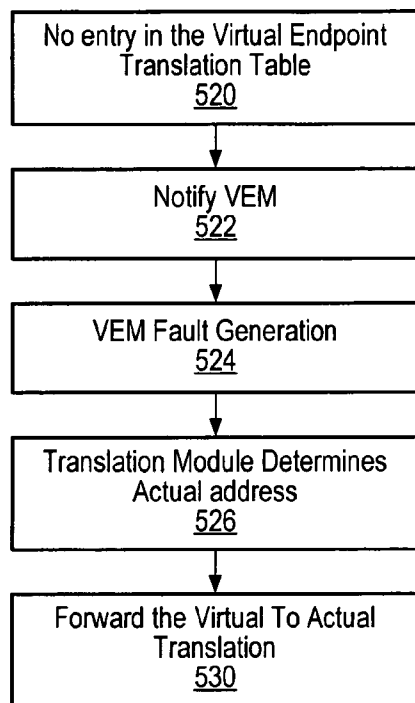 No entry in the Virtual Endpoint
Translation Table
520
Notify VEM
522
VEM Fault Generation
524
Translation Module Determines
Actual address
526
Forward the Virtual To Actual
Translation
530